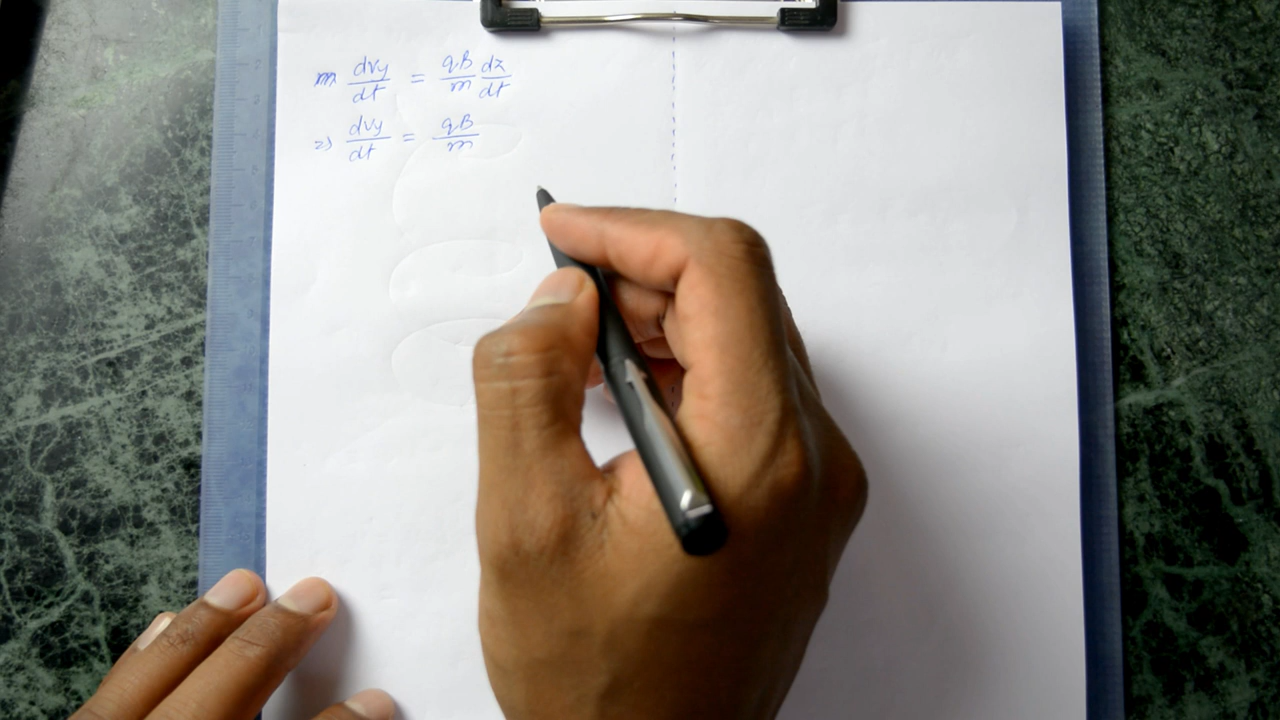 m dvy/dt = qB/m dz/dt
=> dvy/dt = qB/m